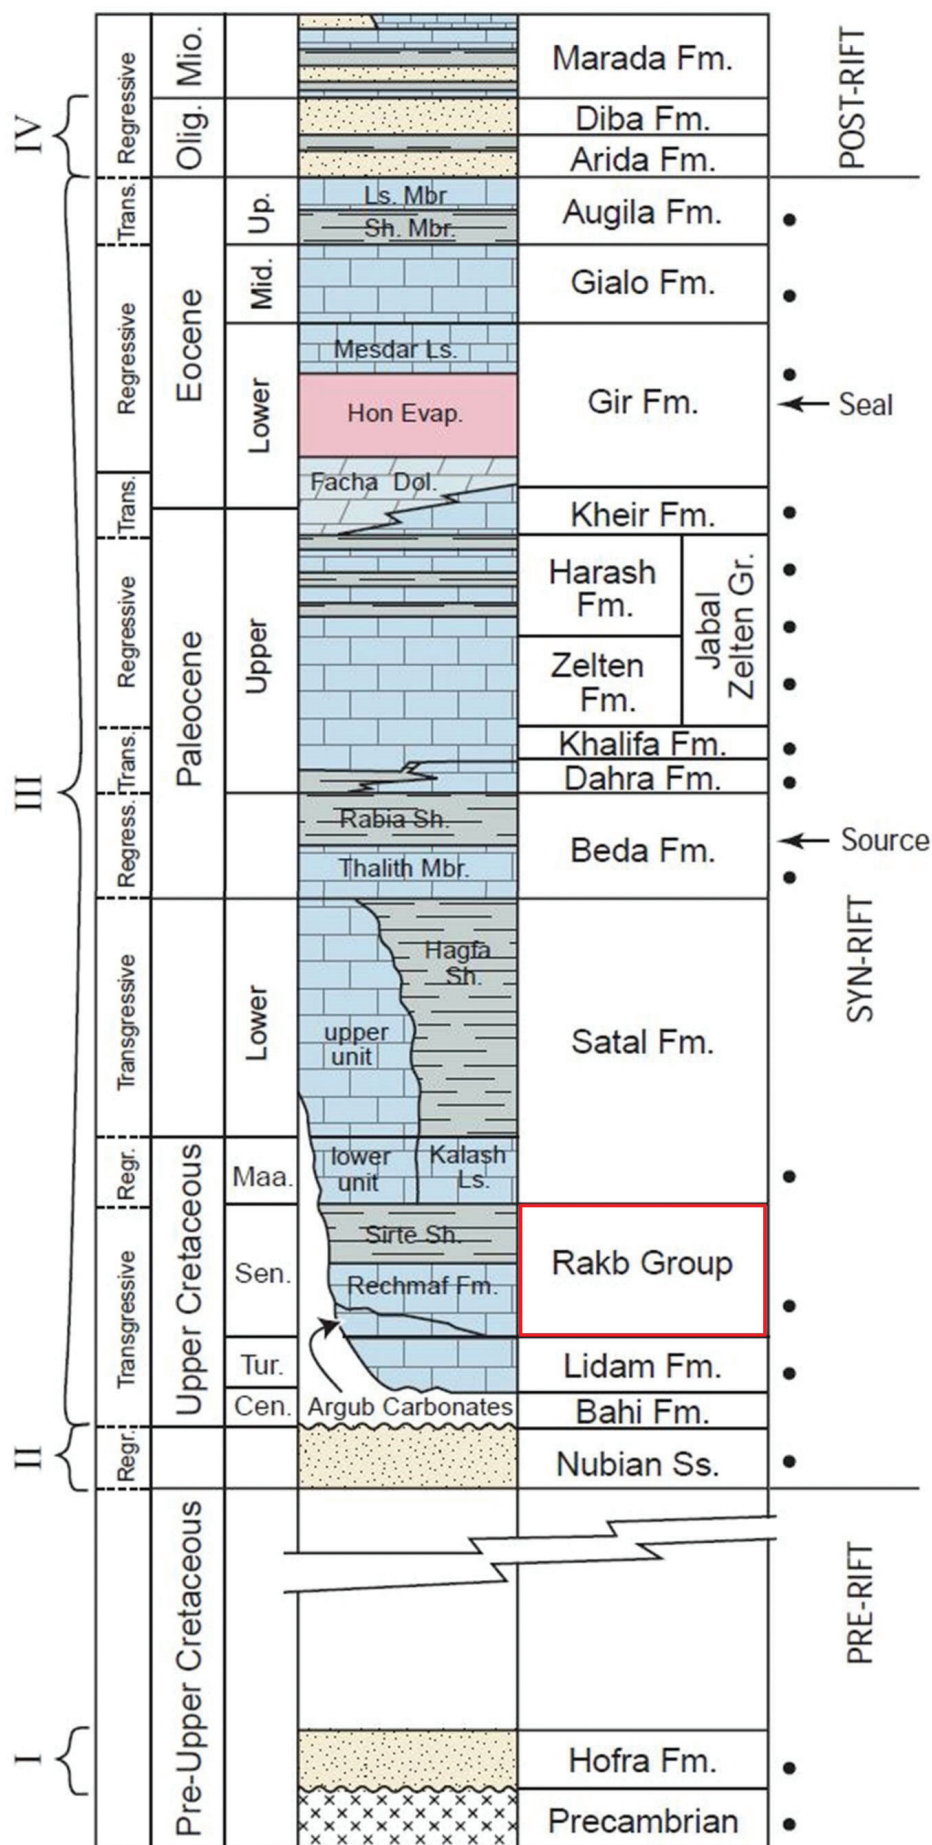 IV
Regressive
Mio.
Marada Fm.
POST-RIFT
Olig.
Diba Fm.
Arida Fm.
III
Trans.
Eocene
Up.
Ls. Mbr
Sh. Mbr.
Augila Fm.
Regressive
Mid.
Gialo Fm.
Lower
Mesdar Ls.
Hon Evap.
Gir Fm.
Seal
Facha Dol.
Trans.
Kheir Fm.
Regressive
Paleocene
Upper
Harash
Fm.
Jabal
Zelten Gr.
Zelten
Fm.
Trans.
Khalifa Fm.
Dahra Fm.
Regress.
Rabia Sh.
Thalith Mbr.
Beda Fm.
Source
SYN-RIFT
Transgressive
Lower
upper
unit
Hagfa
Sh.
Satal Fm.
Regr.
Upper Cretaceous
Maa.
lower
unit
Kalash
Ls.
Transgressive
Sen.
Sirte Sh.
Rechmaf Fm.
Rakb Group
Tur.
Lidam Fm.
Cen.
Argub Carbonates
Bahi Fm.
II
Regr.
Nubian Ss.
Pre-Upper Cretaceous
PRE-RIFT
I
Hofra Fm.
Precambrian